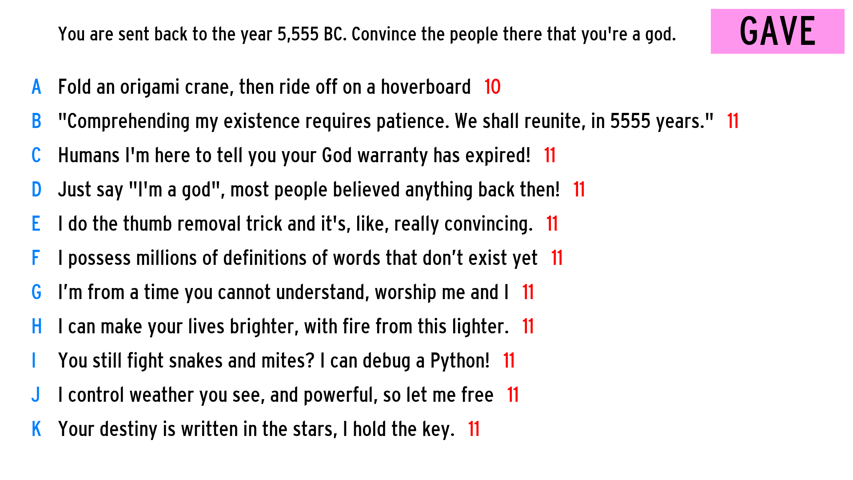 You are sent back to the year 5,555 BC. Convince the people there that you're a god.
GAVE
A Fold an origami crane, then ride off on a hoverboard 10
B "Comprehending my existence requires patience. We shall reunite, in 5555 years." 11
C Humans I'm here to tell you your God warranty has expired! 11
D Just say "I'm a god", most people believed anything back then! 11
E I do the thumb removal trick and it's, like, really convincing. 11
F I possess millions of definitions of words that don’t exist yet 11
G I’m from a time you cannot understand, worship me and I 11
H I can make your lives brighter, with fire from this lighter. 11
I You still fight snakes and mites? I can debug a Python! 11
J I control weather you see, and powerful, so let me free 11
K Your destiny is written in the stars, I hold the key. 11